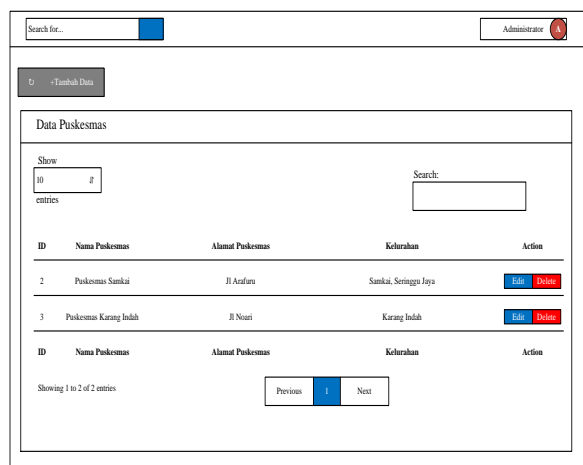 Search for...
Administrator A
↻ +Tambah Data
Data Puskesmas
Show
10
entries
Search:
ID Nama Puskesmas Alamat Puskesmas Kelurahan Action
2 Puskesmas Samkai Jl Arafuru Samkai, Seringgu Jaya Edit Delete
3 Puskesmas Karang Indah Jl Noari Karang Indah Edit Delete
ID Nama Puskesmas Alamat Puskesmas Kelurahan Action
Showing 1 to 2 of 2 entries
Previous 1 Next